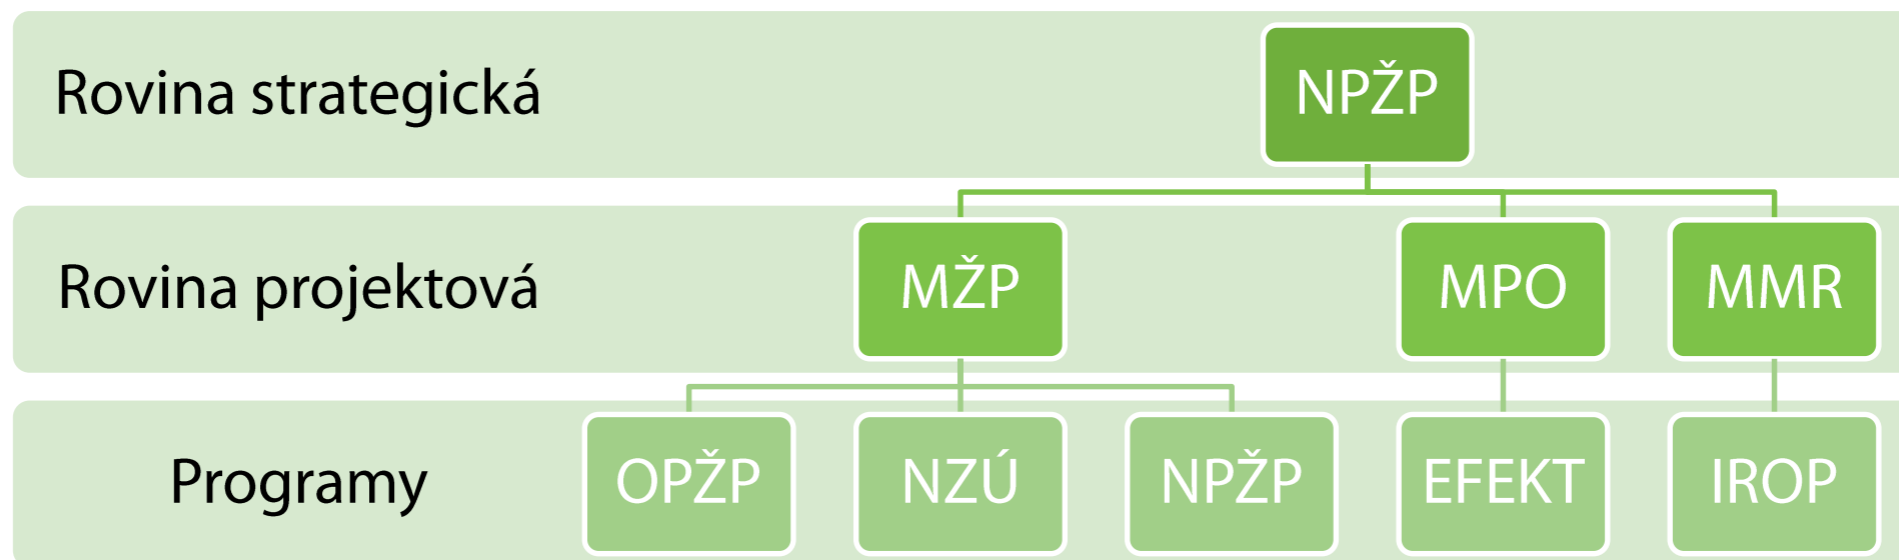 Rovina strategická
NPŽP
Rovina projektová
MŽP
MPO
MMR
Programy
OPŽP
NZÚ
NPŽP
EFEKT
IROP